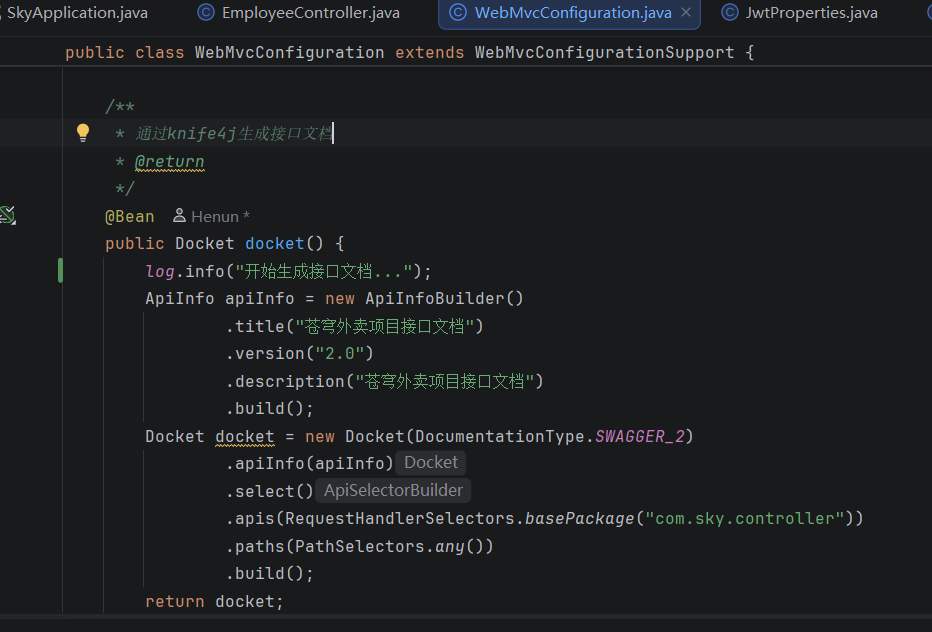 SkyApplication.java EmployeeController.java WebMvcConfiguration.java JwtProperties.java
public class WebMvcConfiguration extends WebMvcConfigurationSupport {
/**
* 通过knife4j生成接口文档
* @return
*/
@Bean Henun *
public Docket docket() {
log.info("开始生成接口文档...");
ApiInfo apiInfo = new ApiInfoBuilder()
.title("苍穹外卖项目接口文档")
.version("2.0")
.description("苍穹外卖项目接口文档")
.build();
Docket docket = new Docket(DocumentationType.SWAGGER_2)
.apiInfo(apiInfo) Docket
.select() ApiSelectorBuilder
.apis(RequestHandlerSelectors.basePackage("com.sky.controller"))
.paths(PathSelectors.any())
.build();
return docket;